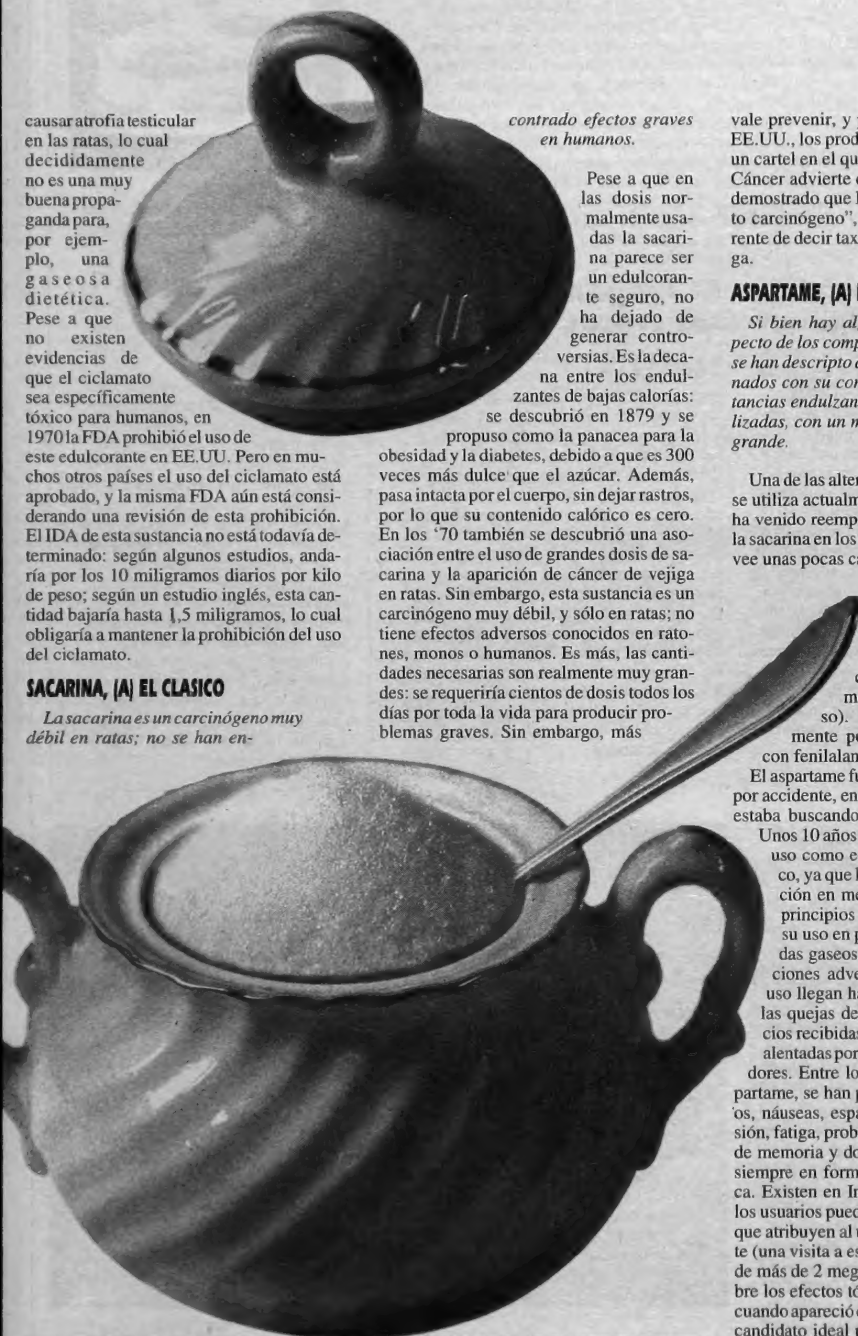 causar atrofia testicular
en las ratas, lo cual
decididamente
no es una muy
buena propa-
ganda para,
por ejem-
plo, una
gaseosa
dietética.
Pese a que
no existen
evidencias de
que el ciclamato
sea específicamente
tóxico para humanos, en
1970 la FDA prohibió el uso de
este edulcorante en EE.UU. Pero en mu-
chos otros países el uso del ciclamato está
aprobado, y la misma FDA aún está consi-
derando una revisión de esta prohibición.
El IDA de esta sustancia no está todavía de-
terminado: según algunos estudios, anda-
ría por los 10 miligramos diarios por kilo
de peso; según un estudio inglés, esta can-
tidad bajaría hasta 1,5 miligramos, lo cual
obligaría a mantener la prohibición del uso
del ciclamato.
SACARINA, (A) EL CLASICO
La sacarina es un carcinógeno muy
débil en ratas; no se han en-
contrado efectos graves
en humanos.
Pese a que en
las dosis nor-
malmente usa-
das la sacari-
na parece ser
un edulcoran-
te seguro, no
ha dejado de
generar contro-
versias. Es la deca-
na entre los endul-
zantes de bajas calorías:
se descubrió en 1879 y se
propuso como la panacea para la
obesidad y la diabetes, debido a que es 300
veces más dulce que el azúcar. Además,
pasa intacta por el cuerpo, sin dejar rastros,
por lo que su contenido calórico es cero.
En los '70 también se descubrió una aso-
ciación entre el uso de grandes dosis de sa-
carina y la aparición de cáncer de vejiga
en ratas. Sin embargo, esta sustancia es un
carcinógeno muy débil, y sólo en ratas; no
tiene efectos adversos conocidos en rato-
nes, monos o humanos. Es más, las canti-
dades necesarias son realmente muy gran-
des: se requeriría cientos de dosis todos los
días por toda la vida para producir pro-
blemas graves. Sin embargo, más
vale prevenir, y
EE.UU., los prod
un cartel en el qu
Cáncer advierte
demostrado que
to carcinógeno",
rente de decir tax
ga.
ASPARTAME, (A)
Si bien hay al
pecto de los comp
se han descripto
nados con su con
tancias endulzan
lizadas, con un m
grande.
Una de las alter
se utiliza actualm
ha venido reemp
la sacarina en los
vee unas pocas ca
m
so).
mente pe
con fenilalan
El aspartame fu
por accidente, en
estaba buscando
Unos 10 años
uso como e
co, ya que
ción en me
principios
su uso en p
das gaseos
ciones adve
uso llegan ha
las quejas de
cios recibidas
alentadas por
dores. Entre lo
partame, se han p
os, náuseas, espa
sión, fatiga, prob
de memoria y do
siempre en form
ca. Existen en In
los usuarios pued
que atribuyen al
te (una visita a es
de más de 2 meg
bre los efectos tó
cuando apareció
candidato ideal